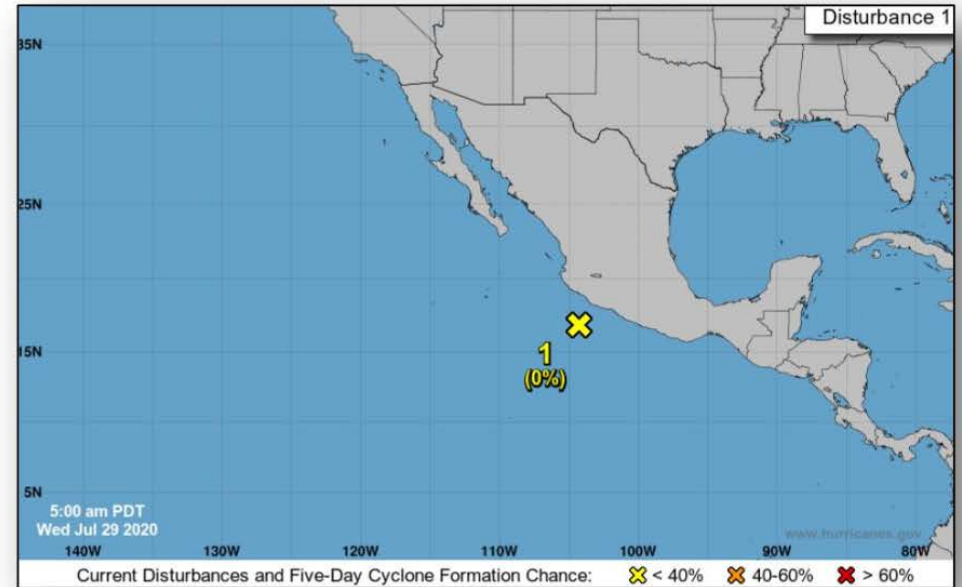 Disturbance 1
35N
25N
1
15N
(0%)
5N
5:00 am PDT
Wed Jul 29 2020
www.hurricanes.gov
140W 130W 120W 110W 100W 90W 80W
Current Disturbances and Five-Day Cyclone Formation Chance: < 40% 40-60% > 60%